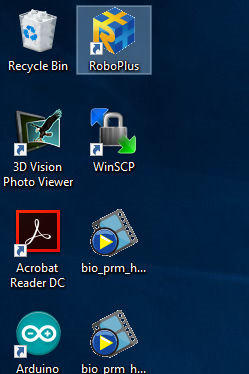 Recycle Bin
RoboPlus
3D Vision
Photo Viewer
WinSCP
Acrobat
Reader DC
bio_prm_h...
Arduino
bio_prm_h...